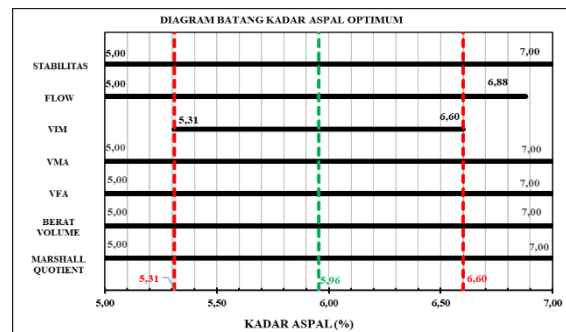 DIAGRAM BATANG KADAR ASPAL OPTIMUM
STABILITAS 5,00 7,00
FLOW 5,00 6,88
VIM 5,31 6,60
VMA 5,00 7,00
VFA 5,00 7,00
BERAT VOLUME 5,00 7,00
MARSHALL QUOTIENT 5,00 7,00
5,31 5,96 6,60
5,00 5,50 6,00 6,50 7,00
KADAR ASPAL (%)